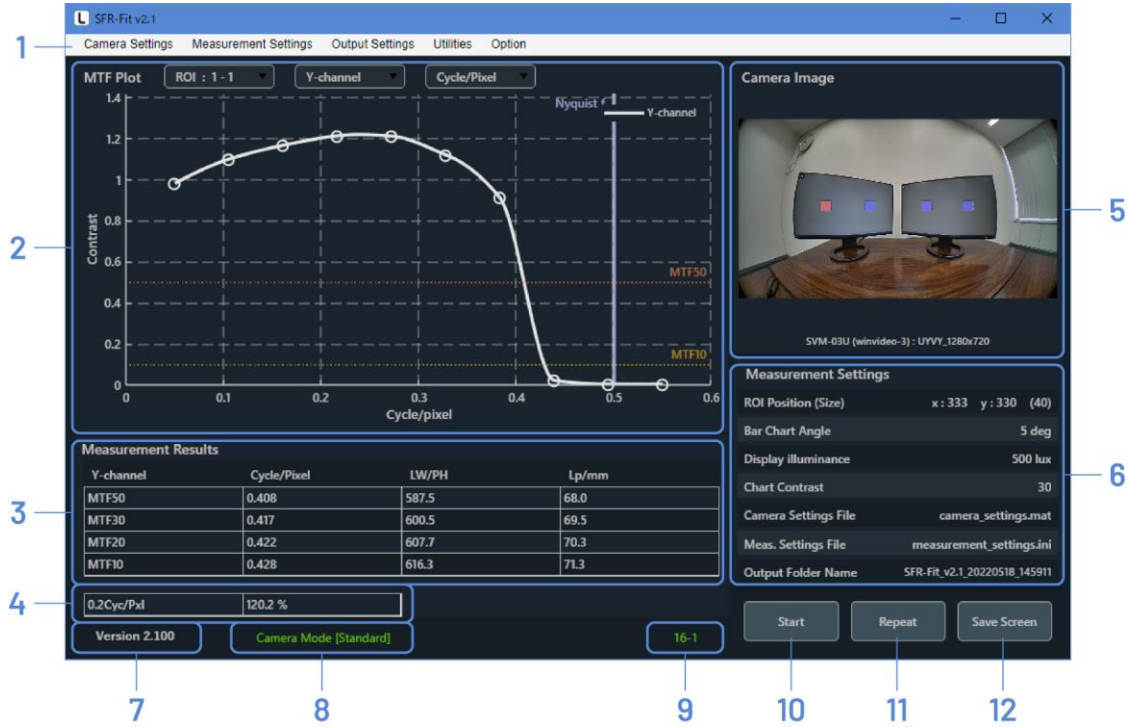 L SFR-Fit v2.1
1 Camera Settings Measurement Settings Output Settings Utilities Option
MTF Plot ROI : 1 - 1 Y-channel Cycle/Pixel
Nyquist
Y-channel
1.4
1.2
1
0.8
0.6
0.4
0.2
0
Contrast
MTF50
MTF10
0 0.1 0.2 0.3 0.4 0.5 0.6
Cycle/pixel
2
Camera Image
SVM-03U (winvideo-3) : UYVY_1280x720
5
Measurement Results
Y-channel Cycle/Pixel LW/PH Lp/mm
MTF50 0.408 587.5 68.0
MTF30 0.417 600.5 69.5
MTF20 0.422 607.7 70.3
MTF10 0.428 616.3 71.3
3
0.2Cyc/Pxl 120.2 %
4
Measurement Settings
ROI Position (Size) x : 333 y : 330 (40)
Bar Chart Angle 5 deg
Display illuminance 500 lux
Chart Contrast 30
Camera Settings File camera_settings.mat
Meas. Settings File measurement_settings.ini
Output Folder Name SFR-Fit_v2.1_20220518_145911
6
Version 2.100 Camera Mode [Standard] 16-1
Start Repeat Save Screen
7 8 9 10 11 12